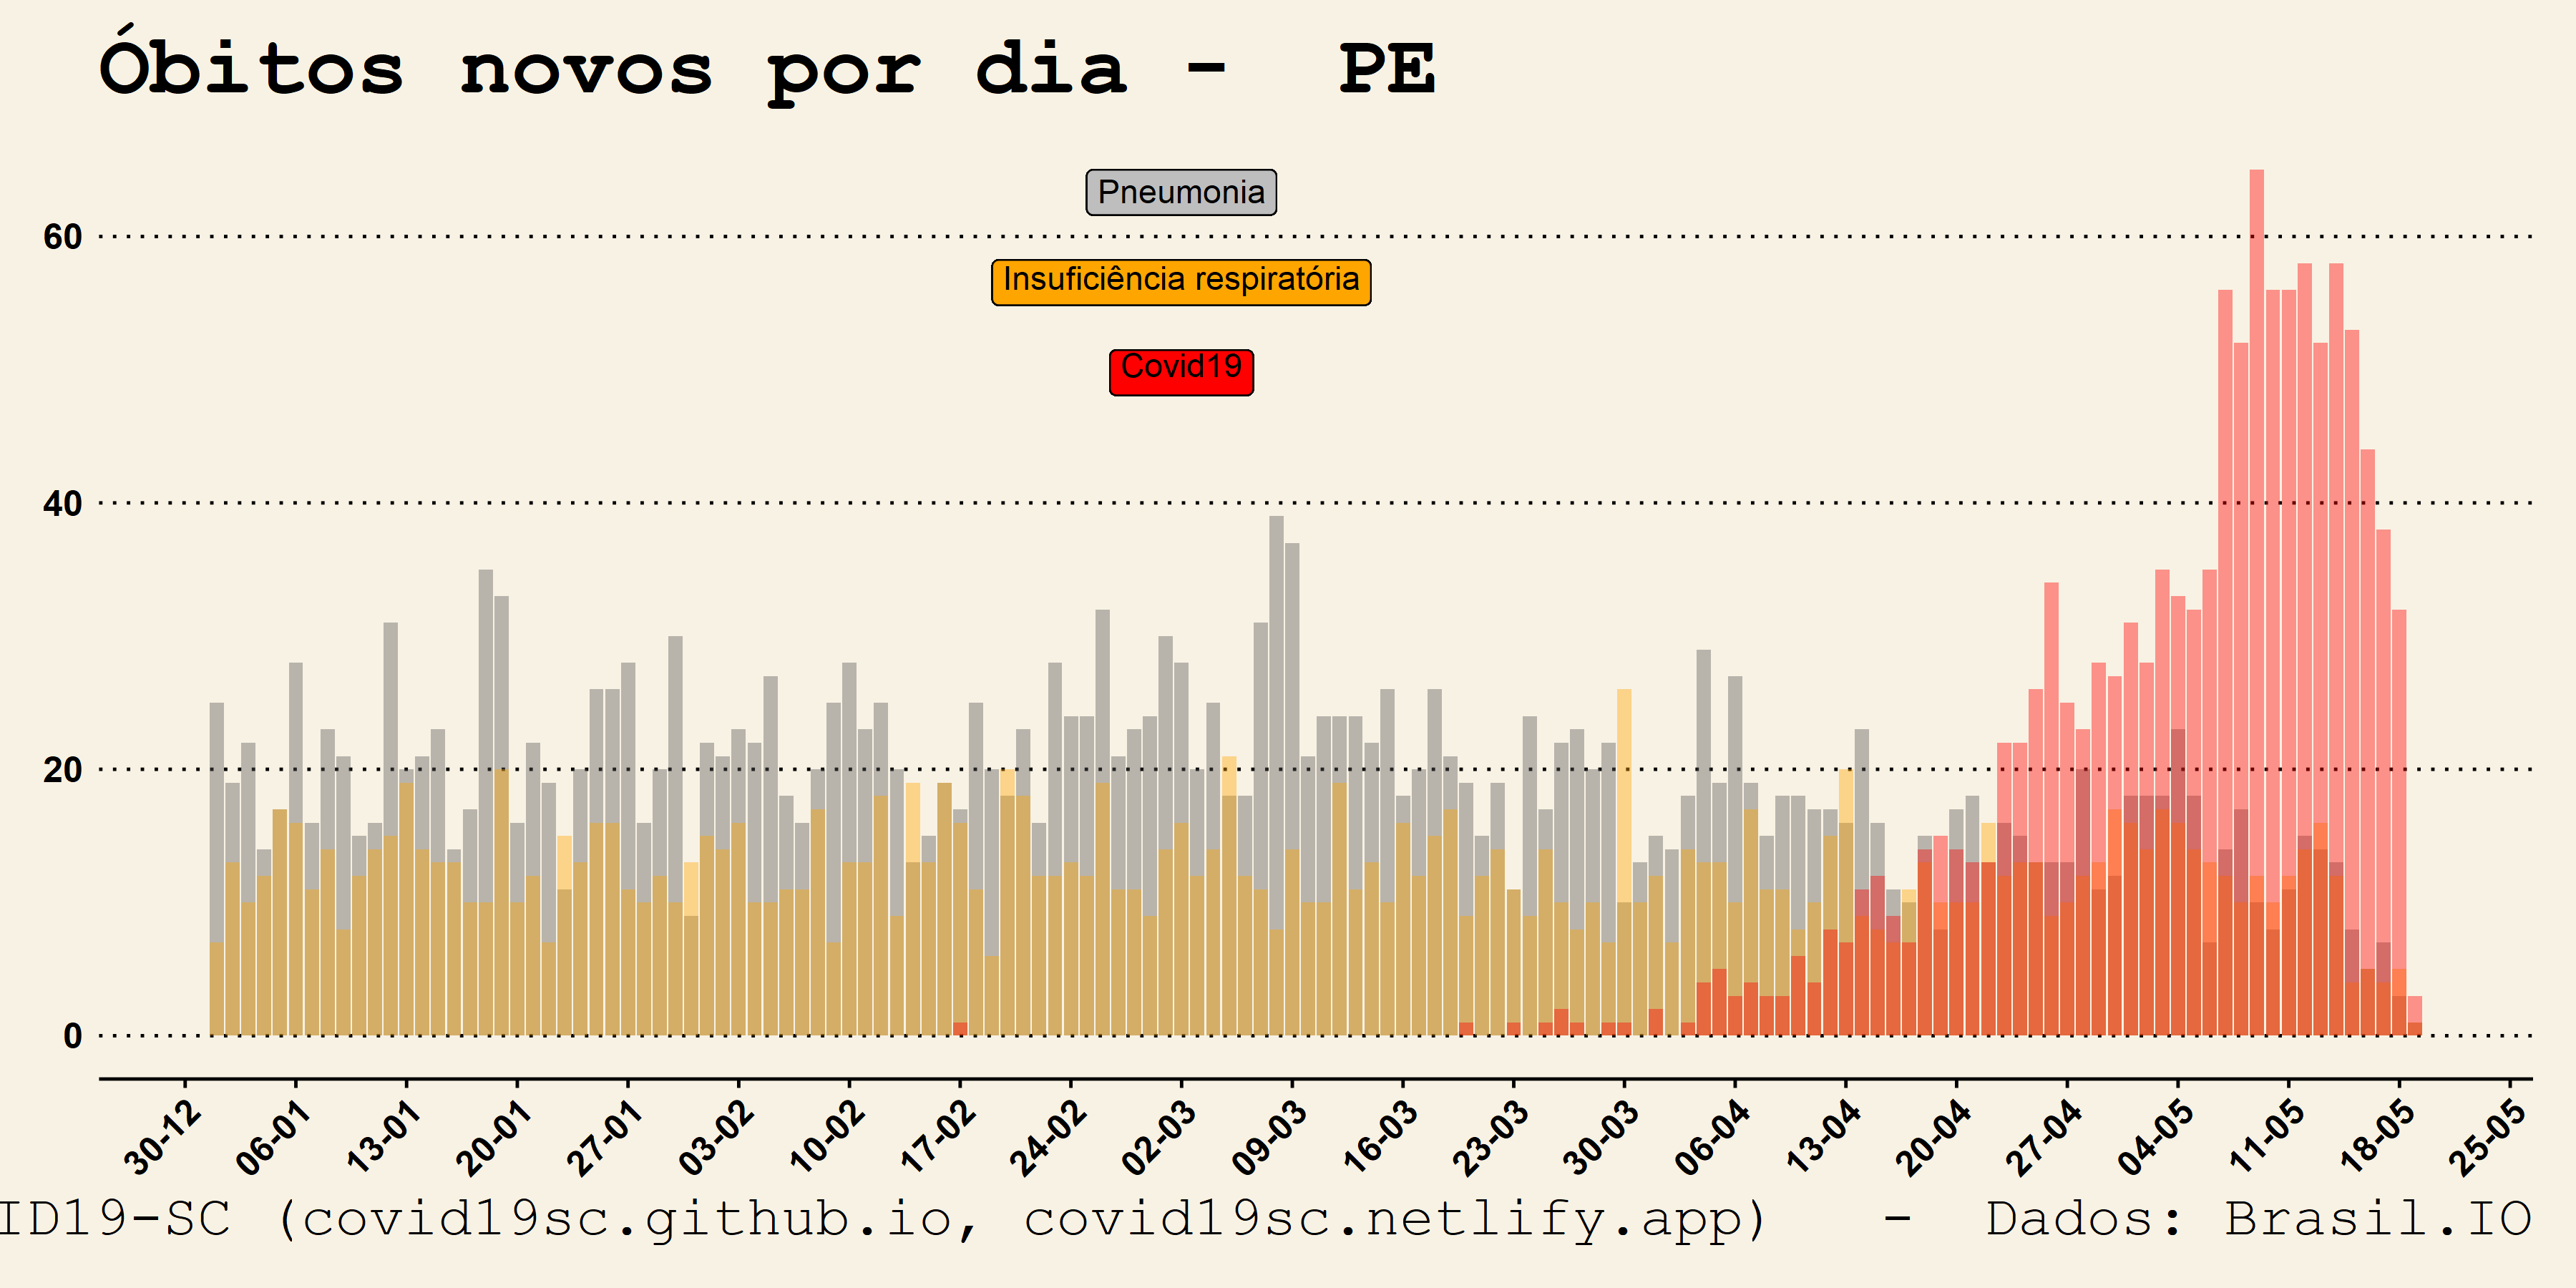 Óbitos novos por dia - PE
Pneumonia
60
Insuficiência respiratória
Covid19
40
20
0
30-12 06-01 13-01 20-01 27-01 03-02 10-02 17-02 24-02 02-03 09-03 16-03 23-03 30-03 06-04 13-04 20-04 27-04 04-05 11-05 18-05 25-05
ID19-SC (covid19sc.github.io, covid19sc.netlify.app) - Dados: Brasil.IO